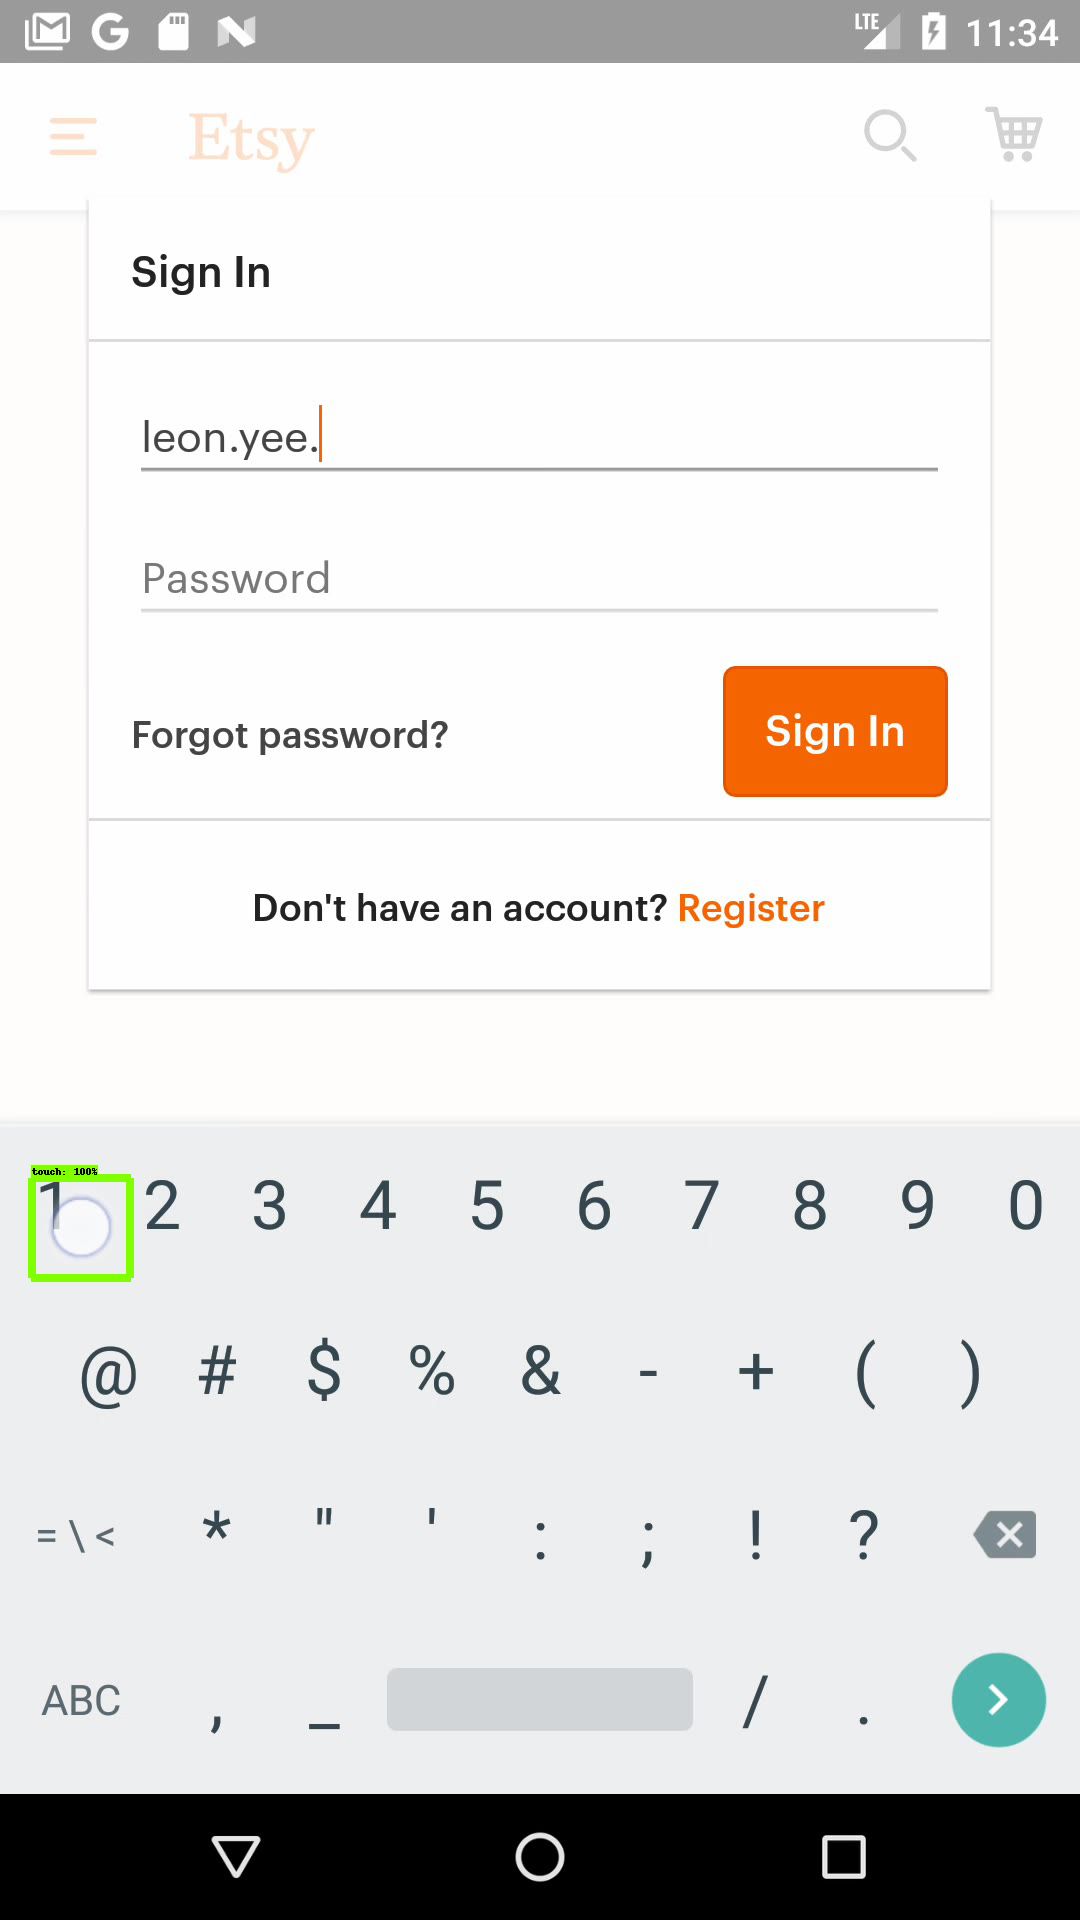 LTE 11:34
Etsy
Sign In
leon.yee.
Password
Forgot password?
Sign In
Don't have an account? Register
touch: 100%
1 2 3 4 5 6 7 8 9 0
@ # $ % & - + ( )
= \ < * " ' : ; ! ?
ABC , _ / .